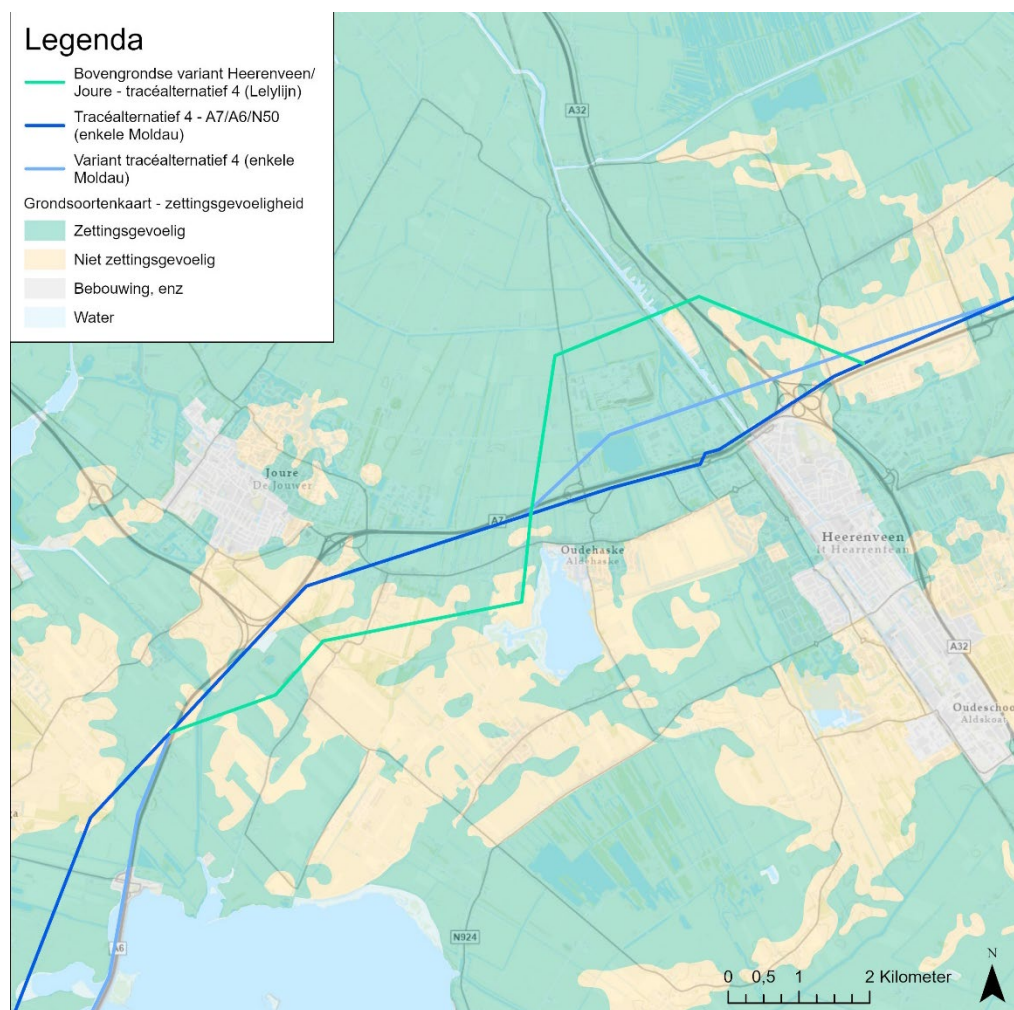 Legenda
Bovengrondse variant Heerenveen/
Joure - tracéalternatief 4 (Lelylijn)
Tracéalternatief 4 - A7/A6/N50
(enkele Moldau)
Variant tracéalternatief 4 (enkele
Moldau)
Grondsoortenkaart - zettingsgevoeligheid
Zettingsgevoelig
Niet zettingsgevoelig
Bebouwing, enz
Water
A32
Joure
De Jouwer
A7
Oudehaske
Aldehaske
Heerenveen
It Hearrenfean
A32
Oudeschoo
Aldskoat
A6
N924
N
0 0,5 1 2 Kilometer